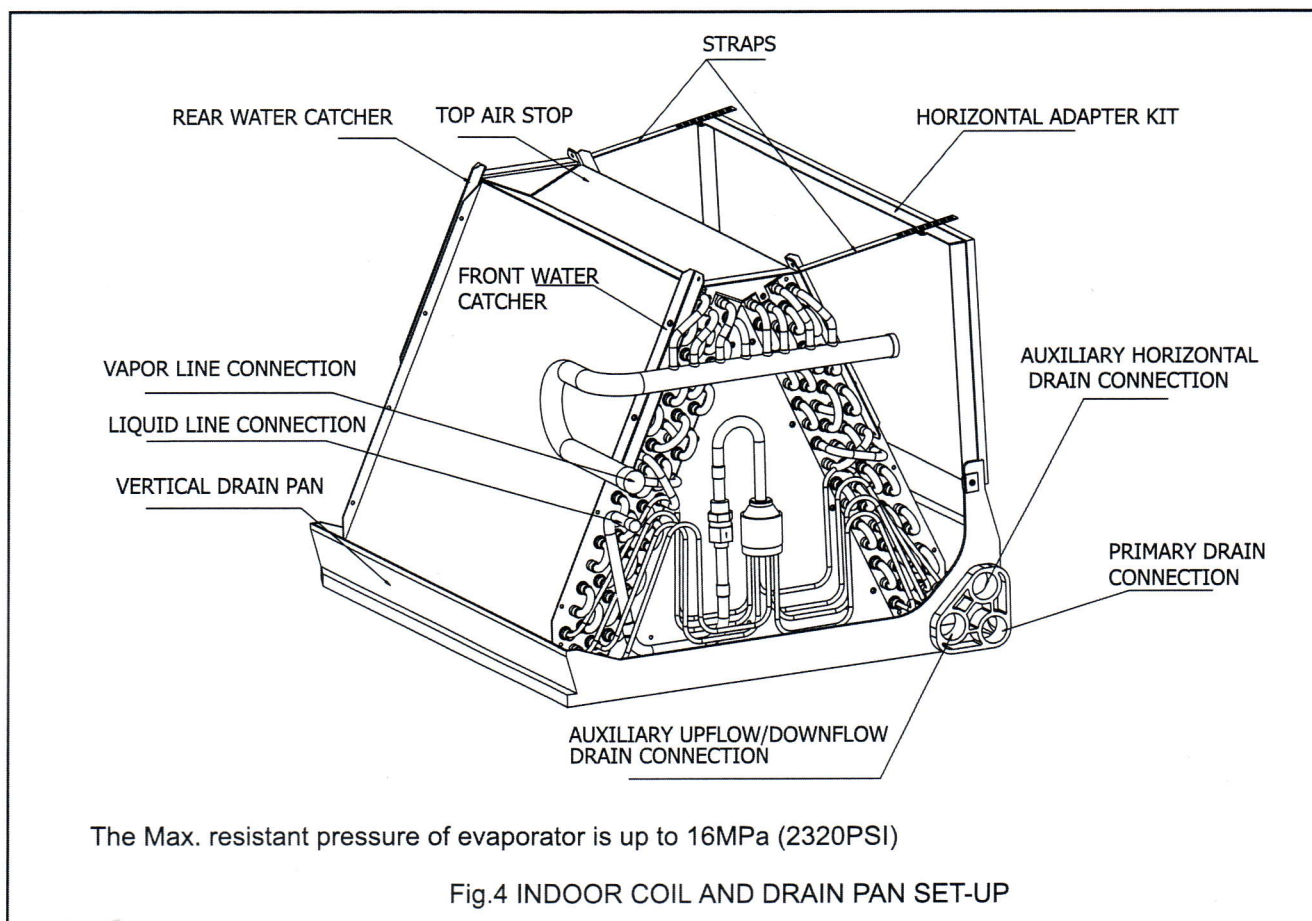 STRAPS
REAR WATER CATCHER
TOP AIR STOP
HORIZONTAL ADAPTER KIT
FRONT WATER
CATCHER
VAPOR LINE CONNECTION
AUXILIARY HORIZONTAL
DRAIN CONNECTION
LIQUID LINE CONNECTION
VERTICAL DRAIN PAN
PRIMARY DRAIN
CONNECTION
AUXILIARY UPFLOW/DOWNFLOW
DRAIN CONNECTION
The Max. resistant pressure of evaporator is up to 16MPa (2320PSI)
Fig.4 INDOOR COIL AND DRAIN PAN SET-UP